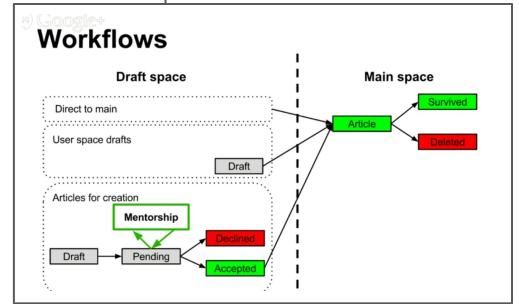 Google+
Workflows
Draft space
Main space
Direct to main
Survived
Article
User space drafts
Deleted
Draft
Articles for creation
Mentorship
Declined
Draft
Pending
Accepted